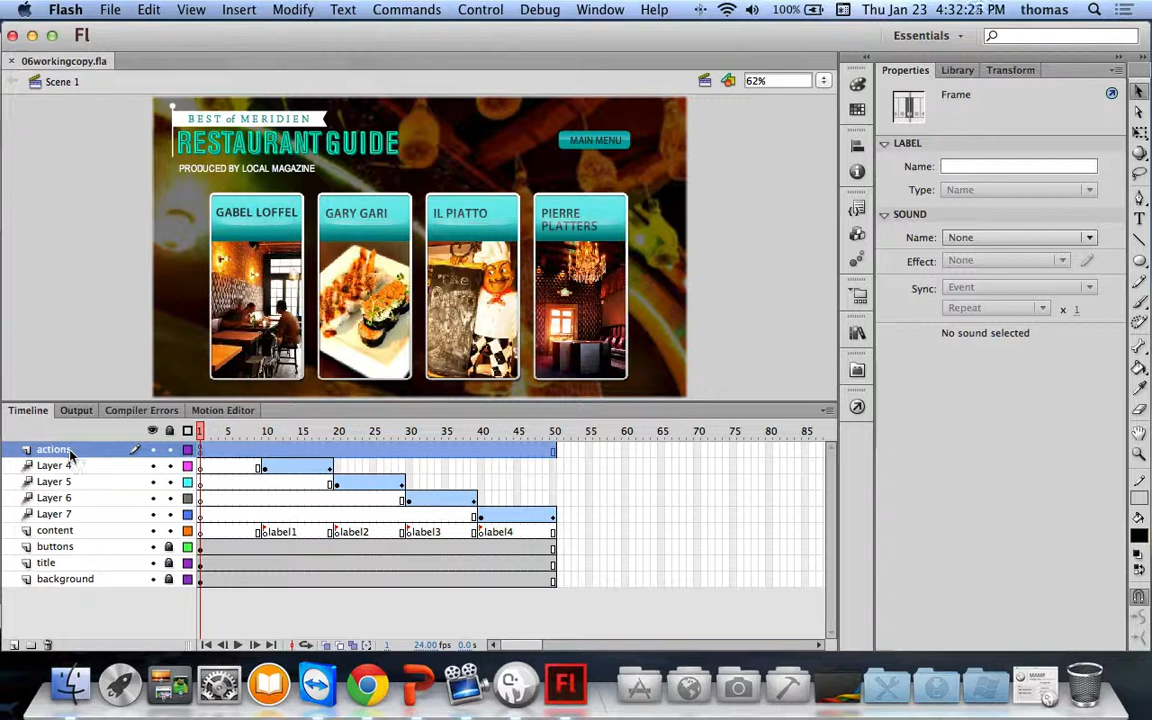 Flash File Edit View Insert Modify Text Commands Control Debug Window Help 100% Thu Jan 23 4:32:25 PM thomas
Fl Essentials
06workingcopy.fla
Scene 1 62%
BEST of MERIDIEN
RESTAURANT GUIDE
PRODUCED BY LOCAL MAGAZINE
MAIN MENU
GABEL LOFFEL GARY GARI IL PIATTO PIERRE
PLATTERS
Properties Library Transform
Frame
LABEL
Name:
Type: Name
SOUND
Name: None
Effect: None
Sync: Event
Repeat x 1
No sound selected
Timeline Output Compiler Errors Motion Editor
1 5 10 15 20 25 30 35 40 45 50 55 60 65 70 75 80 85
actions
Layer 4
Layer 5
Layer 6
Layer 7
content label1 label2 label3 label4
buttons
title
background
1 24.00 fps 0.0 s
Fl
MAMP